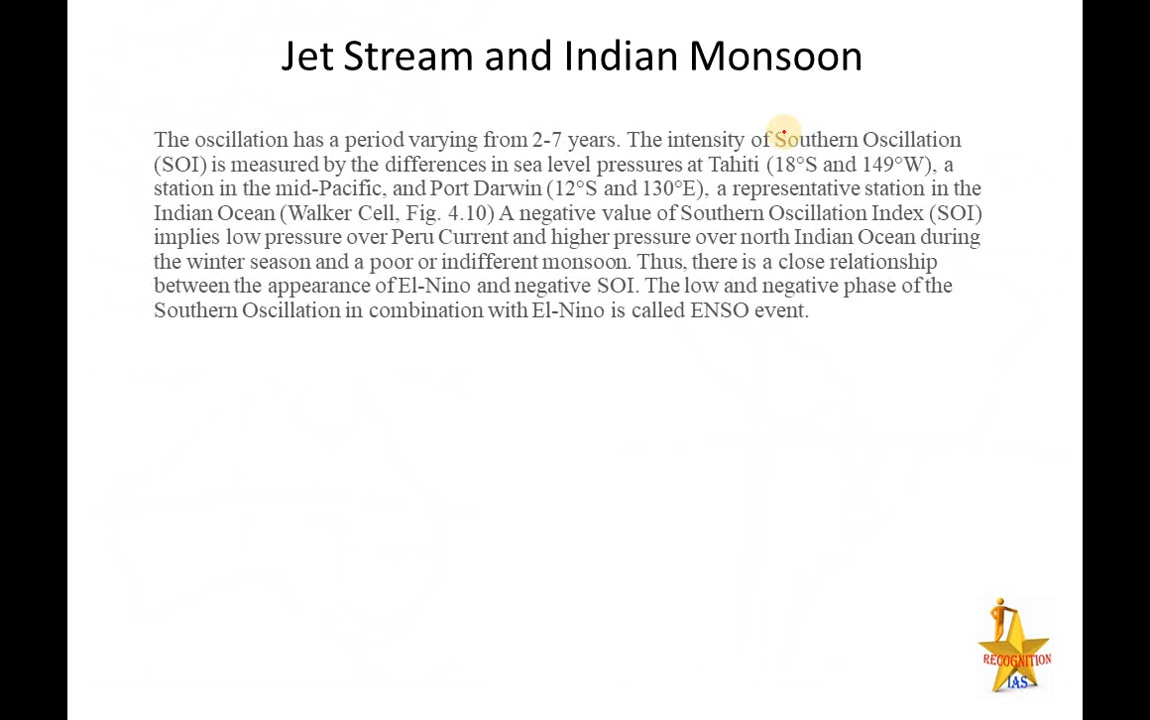 Jet Stream and Indian Monsoon
The oscillation has a period varying from 2-7 years. The intensity of Southern Oscillation
(SOI) is measured by the differences in sea level pressures at Tahiti (18°S and 149°W), a
station in the mid-Pacific, and Port Darwin (12°S and 130°E), a representative station in the
Indian Ocean (Walker Cell, Fig. 4.10) A negative value of Southern Oscillation Index (SOI)
implies low pressure over Peru Current and higher pressure over north Indian Ocean during
the winter season and a poor or indifferent monsoon. Thus, there is a close relationship
between the appearance of El-Nino and negative SOI. The low and negative phase of the
Southern Oscillation in combination with El-Nino is called ENSO event.
RECOGNITION
IAS